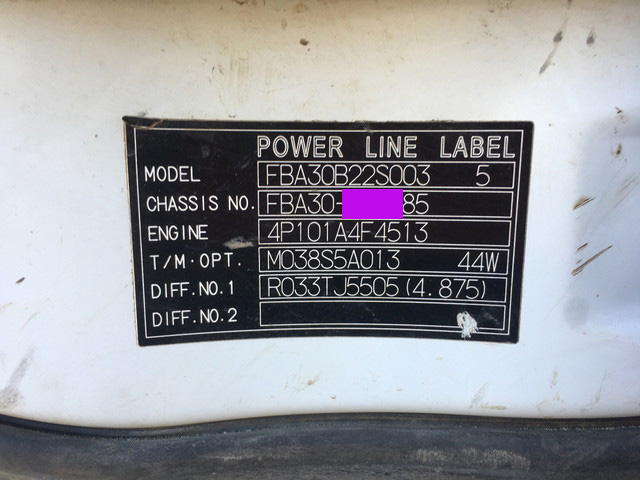 POWER LINE LABEL
MODEL FBA30B22S003 5
CHASSIS NO. FBA30- 85
ENGINE 4P101A4F4513
T/M·OPT. M038S5A013 44W
DIFF.NO.1 R033TJ5505(4.875)
DIFF.NO.2